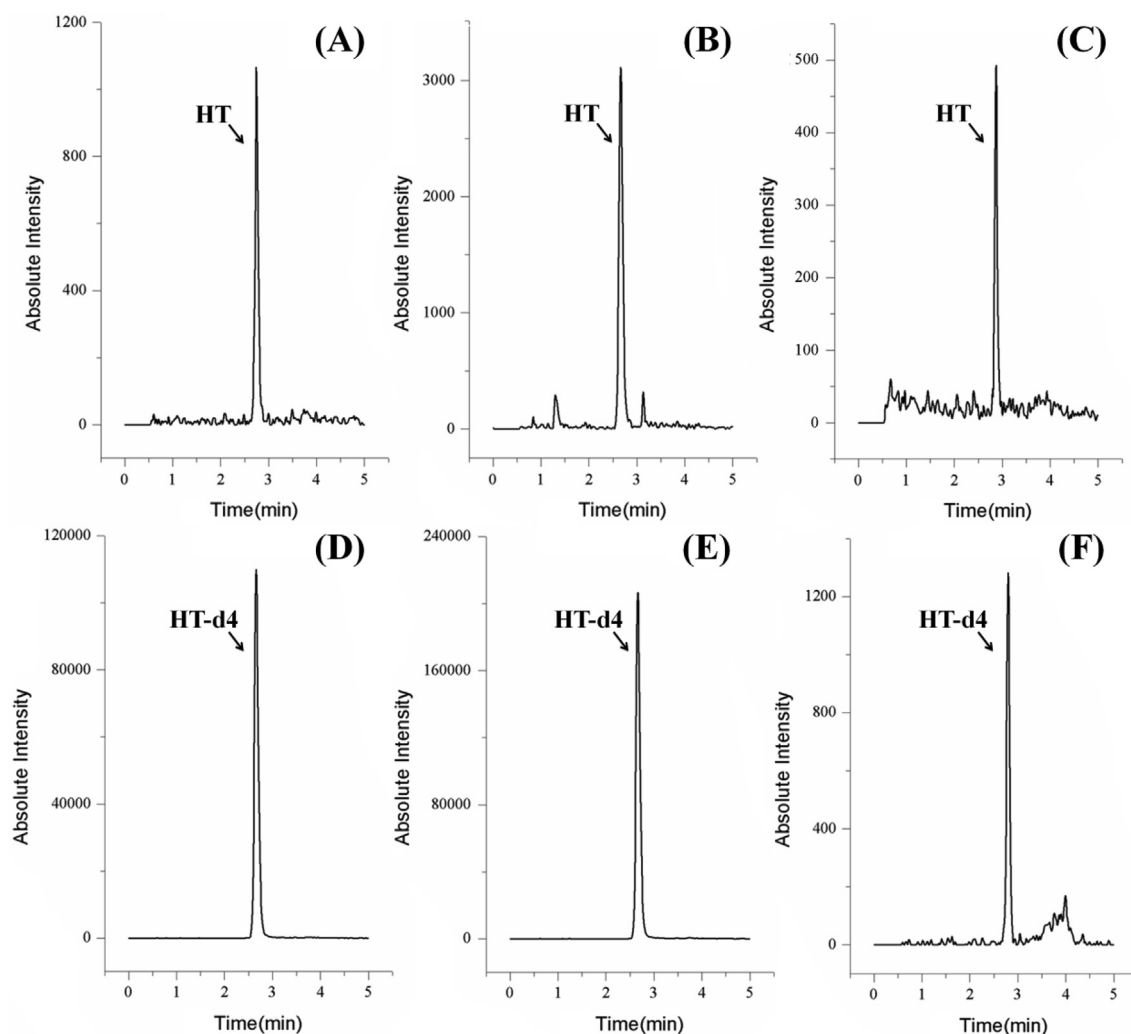 (A)
1200
800
400
0
HT
Absolute Intensity
0 1 2 3 4 5
Time(min)
(B)
3000
2000
1000
0
HT
Absolute Intensity
0 1 2 3 4 5
Time(min)
(C)
500
400
300
200
100
0
HT
Absolute Intensity
0 1 2 3 4 5
Time(min)
(D)
120000
80000
40000
0
HT-d4
Absolute Intensity
0 1 2 3 4 5
Time(min)
(E)
240000
160000
80000
0
HT-d4
Absolute Intensity
0 1 2 3 4 5
Time(min)
(F)
1200
800
400
0
HT-d4
Absolute Intensity
0 1 2 3 4 5
Time(min)